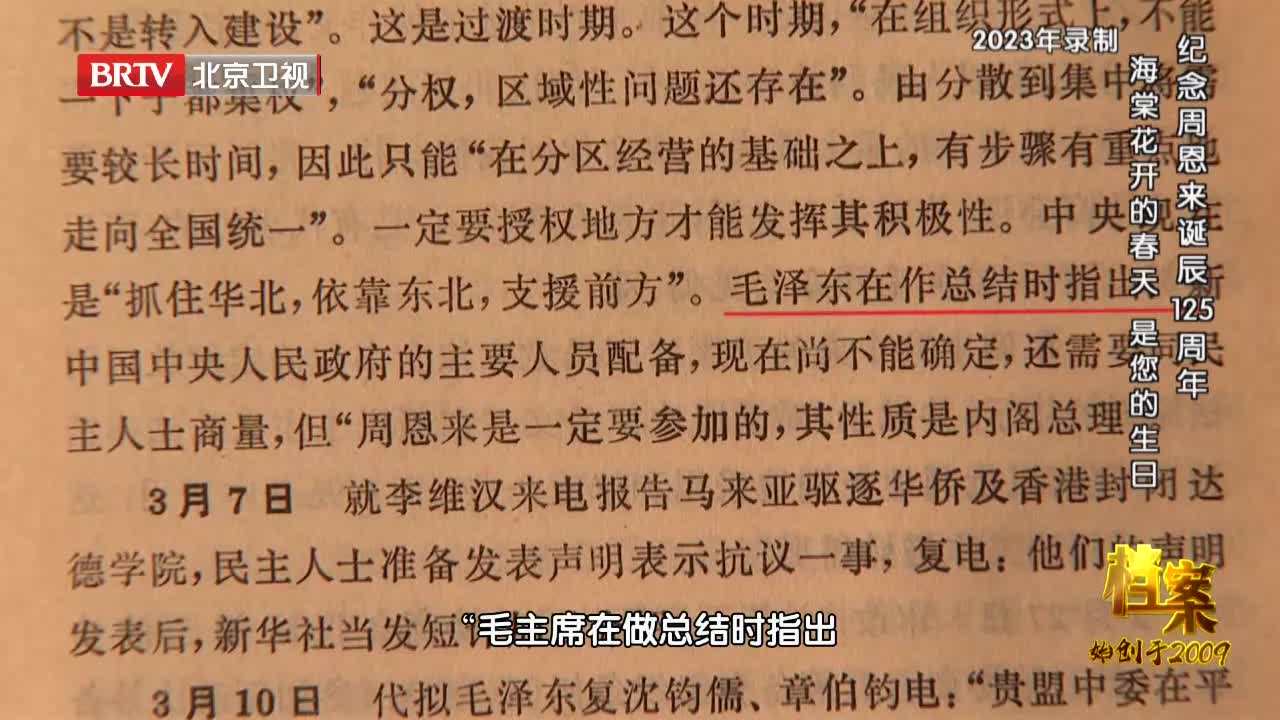 不是转入建设”。这是过渡时期。这个时期,“在组织形式上,不能
一下子都集权”,“分权,区域性问题还存在”。由分散到集中将需
要较长时间,因此只能“在分区经营的基础之上,有步骤有重点地
走向全国统一”。一定要授权地方才能发挥其积极性。中央现在
是“抓住华北,依靠东北,支援前方”。毛泽东在作总结时指出 新
中国中央人民政府的主要人员配备,现在尚不能确定,还需要同民
主人士商量,但“周恩来是一定要参加的,其性质是内阁总理
3月7日 就李维汉来电报告马来亚驱逐华侨及香港封闭达
德学院,民主人士准备发表声明表示抗议一事,复电:他们的声明
发表后,新华社当发短
3月10日 代拟毛泽东复沈钧儒、章伯钧电:“贵盟中委在平
BRTV 北京卫视
2023年录制
纪念周恩来诞辰125周年
海棠花开的春天 是您的生日
档案
始创于2009
“毛主席在做总结时指出